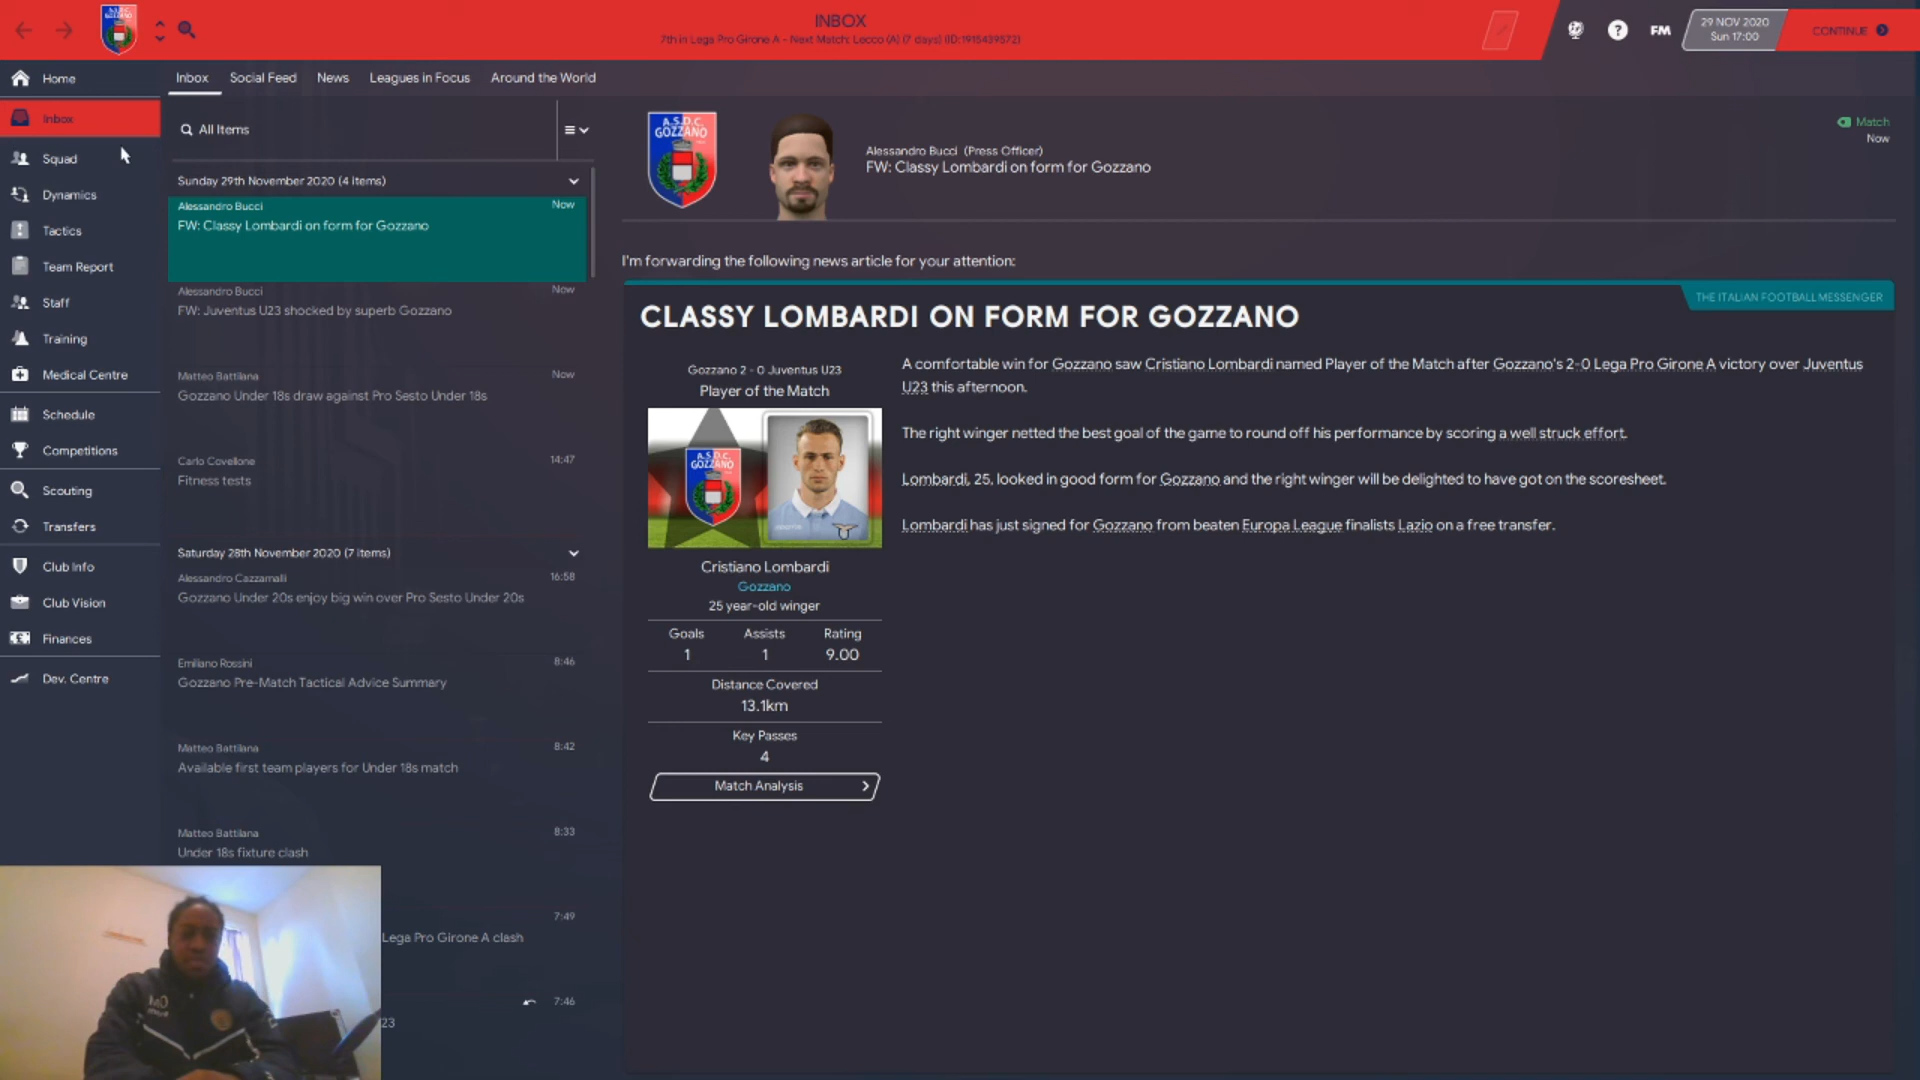 INBOX
7th in Lega Pro Girone A - Next Match: Lecco (A) (7 days) (ID:1915439572)
FM
29 NOV 2020
Sun 17:00
CONTINUE
Home
Inbox
Squad
Dynamics
Tactics
Team Report
Staff
Training
Medical Centre
Schedule
Competitions
Scouting
Transfers
Club Info
Club Vision
Finances
Dev. Centre
Inbox Social Feed News Leagues in Focus Around the World
All Items
Sunday 29th November 2020 (4 items)
Alessandro Bucci Now
FW: Classy Lombardi on form for Gozzano
Alessandro Bucci Now
FW: Juventus U23 shocked by superb Gozzano
Matteo Battilana Now
Gozzano Under 18s draw against Pro Sesto Under 18s
Carlo Covellone 14:47
Fitness tests
Saturday 28th November 2020 (7 items)
Alessandro Cazzamalli 16:58
Gozzano Under 20s enjoy big win over Pro Sesto Under 20s
Emiliano Rossini 8:46
Gozzano Pre-Match Tactical Advice Summary
Matteo Battilana 8:42
Available first team players for Under 18s match
Matteo Battilana 8:33
Under 18s fixture clash
7:49
Lega Pro Girone A clash
7:46
23
A.S.D.C.
GOZZANO
Alessandro Bucci (Press Officer)
FW: Classy Lombardi on form for Gozzano
Match
Now
I'm forwarding the following news article for your attention:
THE ITALIAN FOOTBALL MESSENGER
CLASSY LOMBARDI ON FORM FOR GOZZANO
Gozzano 2 - 0 Juventus U23
Player of the Match
A.S.D.C.
GOZZANO
Cristiano Lombardi
Gozzano
25 year-old winger
Goals Assists Rating
1 1 9.00
Distance Covered
13.1km
Key Passes
4
Match Analysis
A comfortable win for Gozzano saw Cristiano Lombardi named Player of the Match after Gozzano's 2-0 Lega Pro Girone A victory over Juventus
U23 this afternoon.
The right winger netted the best goal of the game to round off his performance by scoring a well struck effort.
Lombardi, 25, looked in good form for Gozzano and the right winger will be delighted to have got on the scoresheet.
Lombardi has just signed for Gozzano from beaten Europa League finalists Lazio on a free transfer.
MO